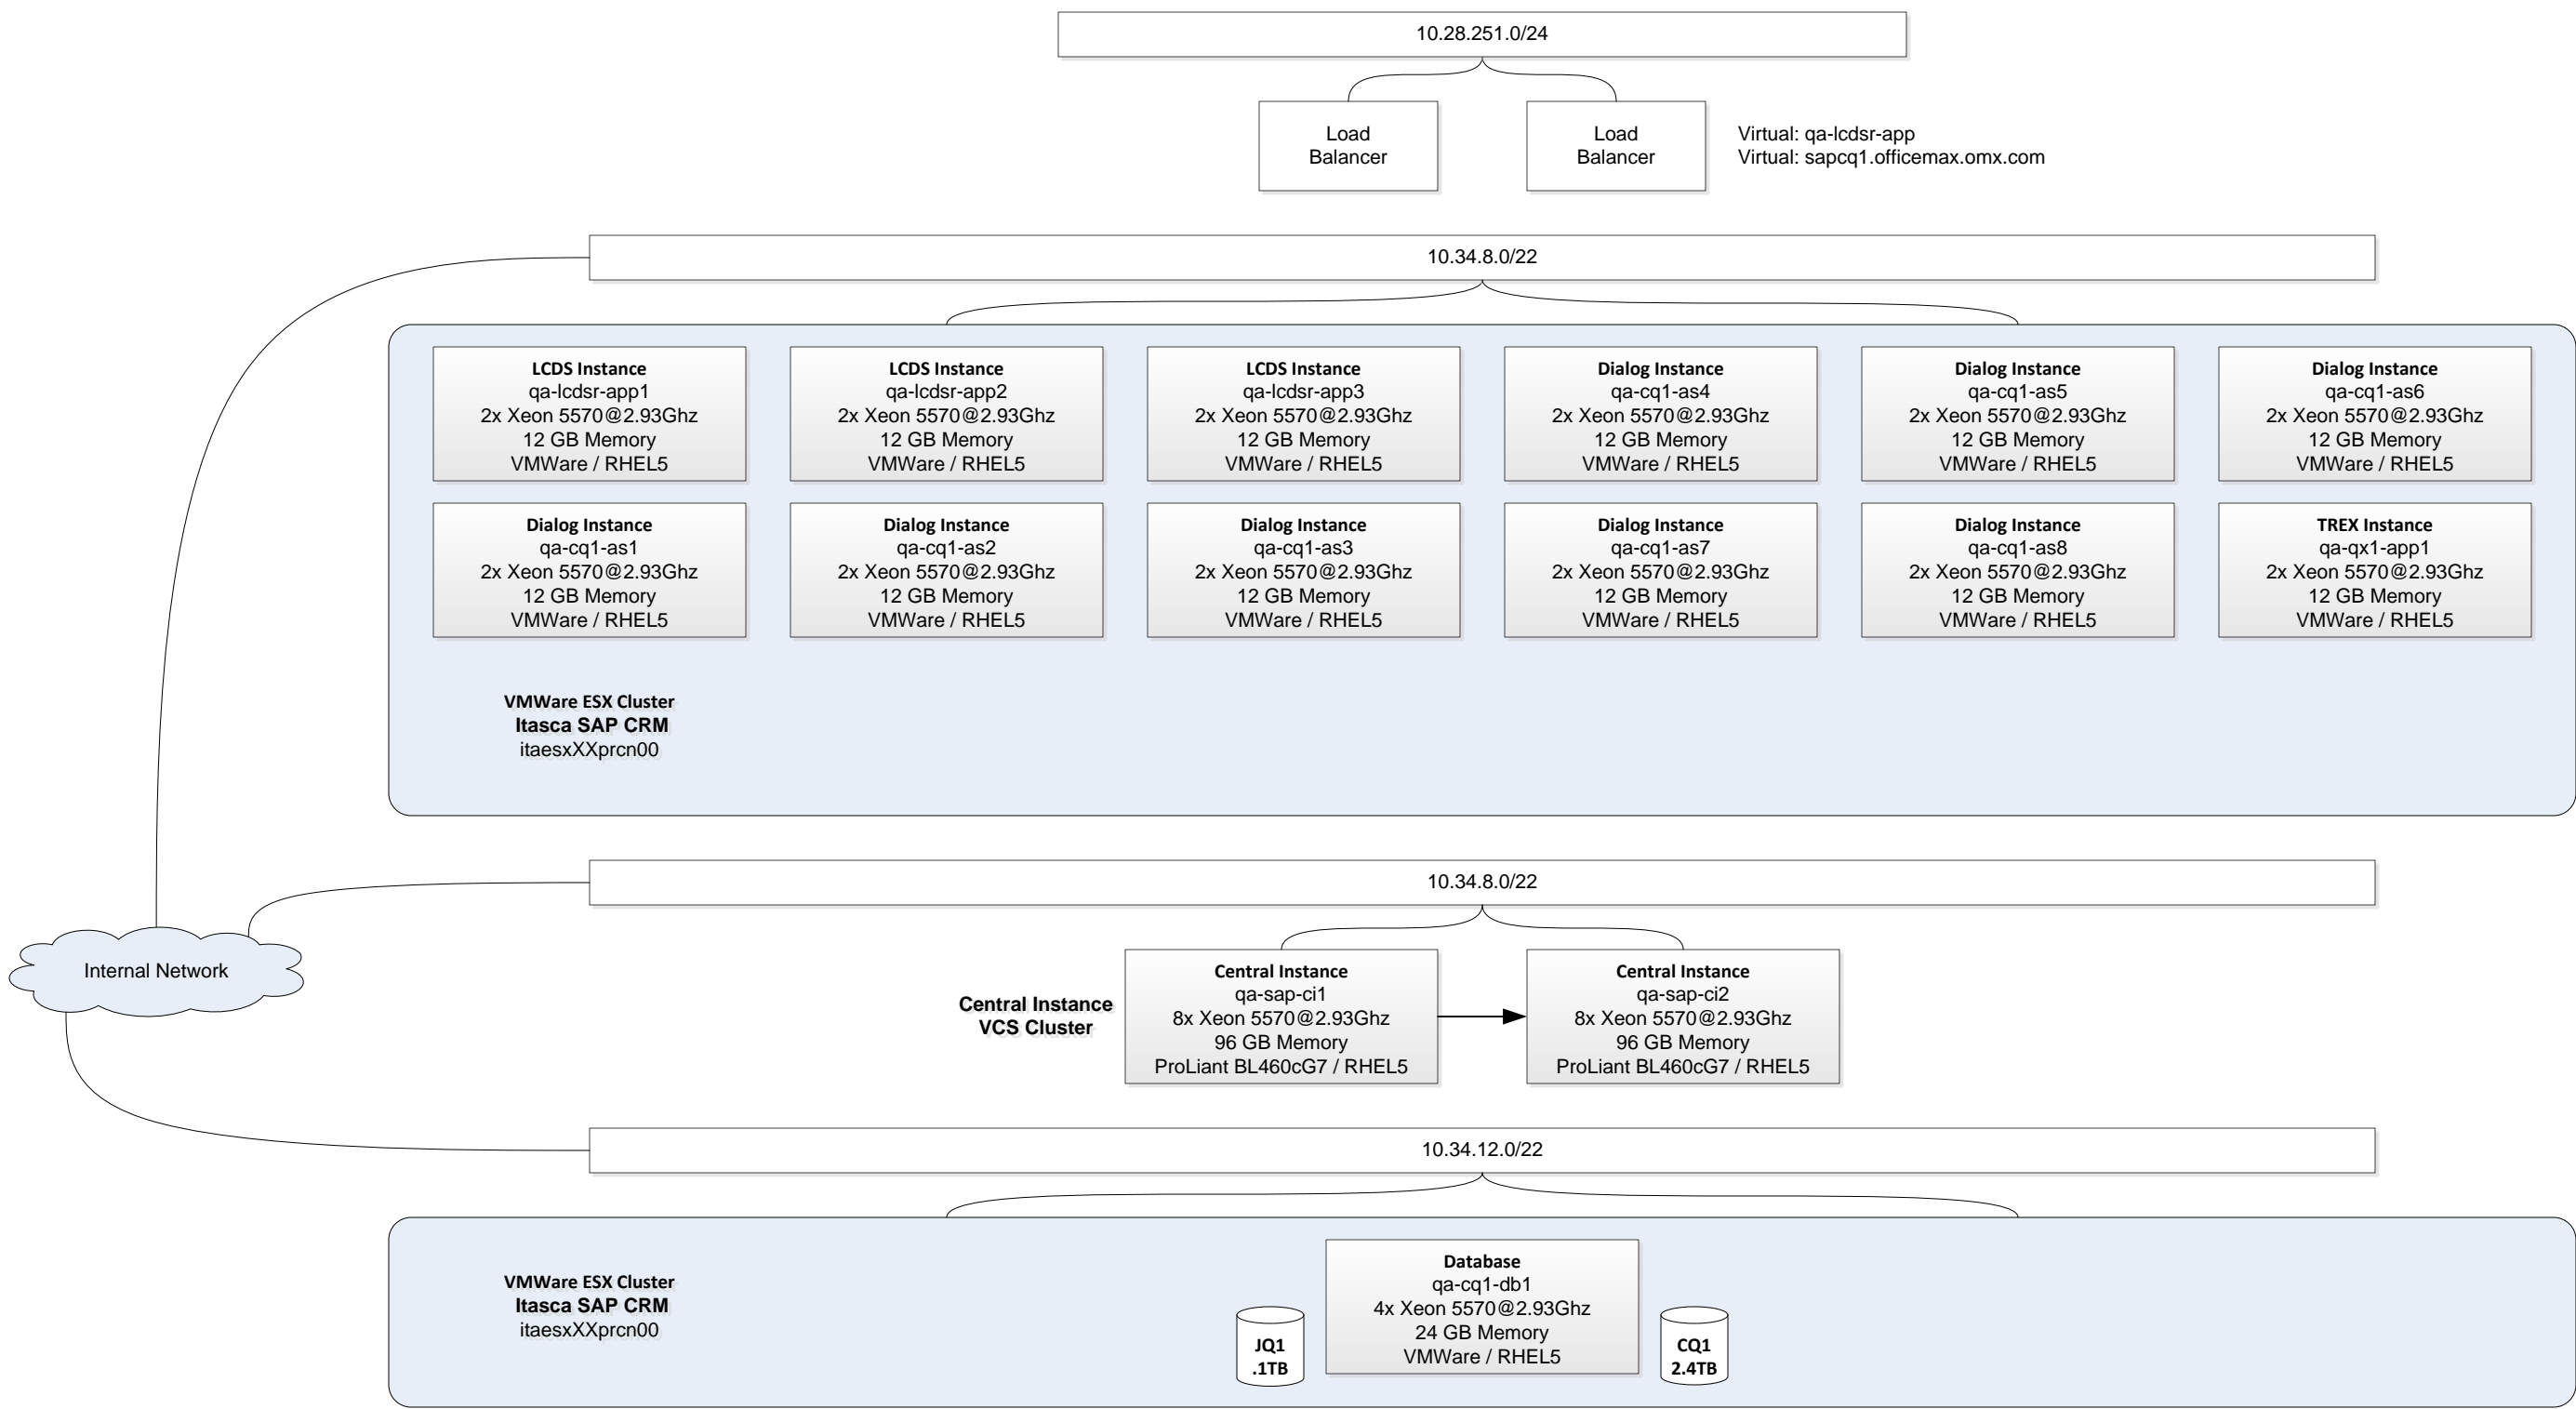 10.28.251.0/24
Load
Balancer
Load
Balancer
Virtual: qa-lcdsr-app
Virtual: sapcq1.officemax.omx.com
10.34.8.0/22
LCDS Instance
qa-lcdsr-app1
2x Xeon 5570@2.93Ghz
12 GB Memory
VMWare / RHEL5
LCDS Instance
qa-lcdsr-app2
2x Xeon 5570@2.93Ghz
12 GB Memory
VMWare / RHEL5
LCDS Instance
qa-lcdsr-app3
2x Xeon 5570@2.93Ghz
12 GB Memory
VMWare / RHEL5
Dialog Instance
qa-cq1-as4
2x Xeon 5570@2.93Ghz
12 GB Memory
VMWare / RHEL5
Dialog Instance
qa-cq1-as5
2x Xeon 5570@2.93Ghz
12 GB Memory
VMWare / RHEL5
Dialog Instance
qa-cq1-as6
2x Xeon 5570@2.93Ghz
12 GB Memory
VMWare / RHEL5
Dialog Instance
qa-cq1-as1
2x Xeon 5570@2.93Ghz
12 GB Memory
VMWare / RHEL5
Dialog Instance
qa-cq1-as2
2x Xeon 5570@2.93Ghz
12 GB Memory
VMWare / RHEL5
Dialog Instance
qa-cq1-as3
2x Xeon 5570@2.93Ghz
12 GB Memory
VMWare / RHEL5
Dialog Instance
qa-cq1-as7
2x Xeon 5570@2.93Ghz
12 GB Memory
VMWare / RHEL5
Dialog Instance
qa-cq1-as8
2x Xeon 5570@2.93Ghz
12 GB Memory
VMWare / RHEL5
TREX Instance
qa-qx1-app1
2x Xeon 5570@2.93Ghz
12 GB Memory
VMWare / RHEL5
VMWare ESX Cluster
Itasca SAP CRM
itaesxXXprcn00
10.34.8.0/22
Internal Network
Central Instance
VCS Cluster
Central Instance
qa-sap-ci1
8x Xeon 5570@2.93Ghz
96 GB Memory
ProLiant BL460cG7 / RHEL5
Central Instance
qa-sap-ci2
8x Xeon 5570@2.93Ghz
96 GB Memory
ProLiant BL460cG7 / RHEL5
10.34.12.0/22
VMWare ESX Cluster
Itasca SAP CRM
itaesxXXprcn00
JQ1
.1TB
Database
qa-cq1-db1
4x Xeon 5570@2.93Ghz
24 GB Memory
VMWare / RHEL5
CQ1
2.4TB